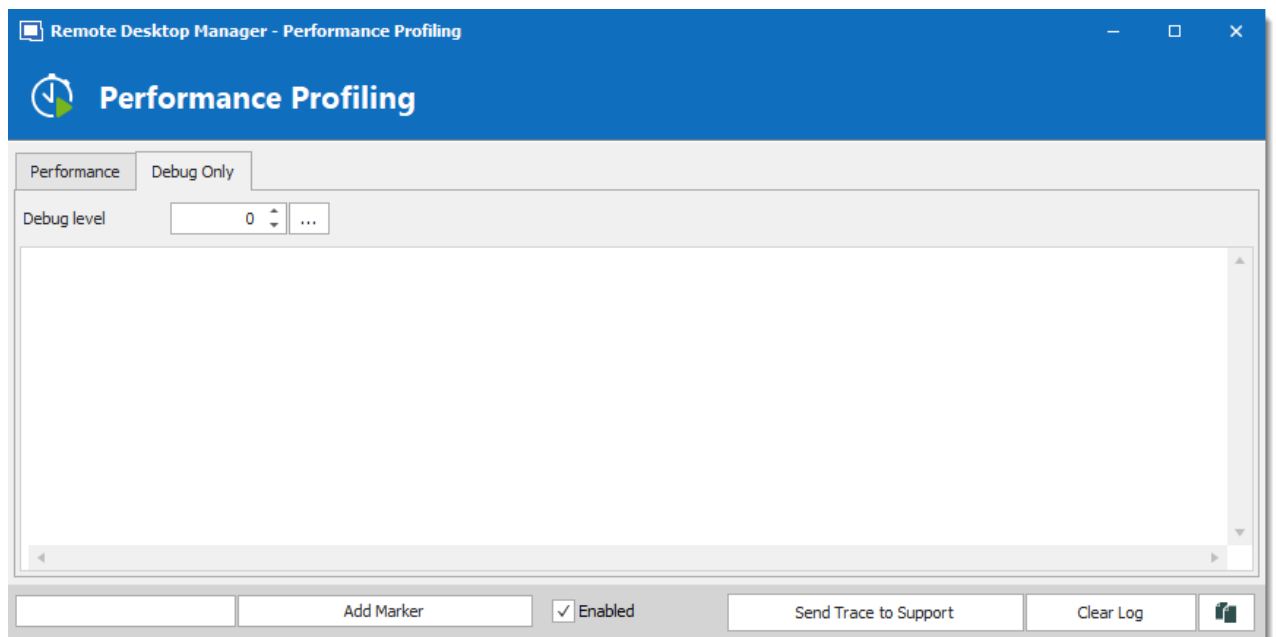 Remote Desktop Manager - Performance Profiling
Performance Profiling
Performance Debug Only
Debug level 0 ...
Add Marker Enabled Send Trace to Support Clear Log